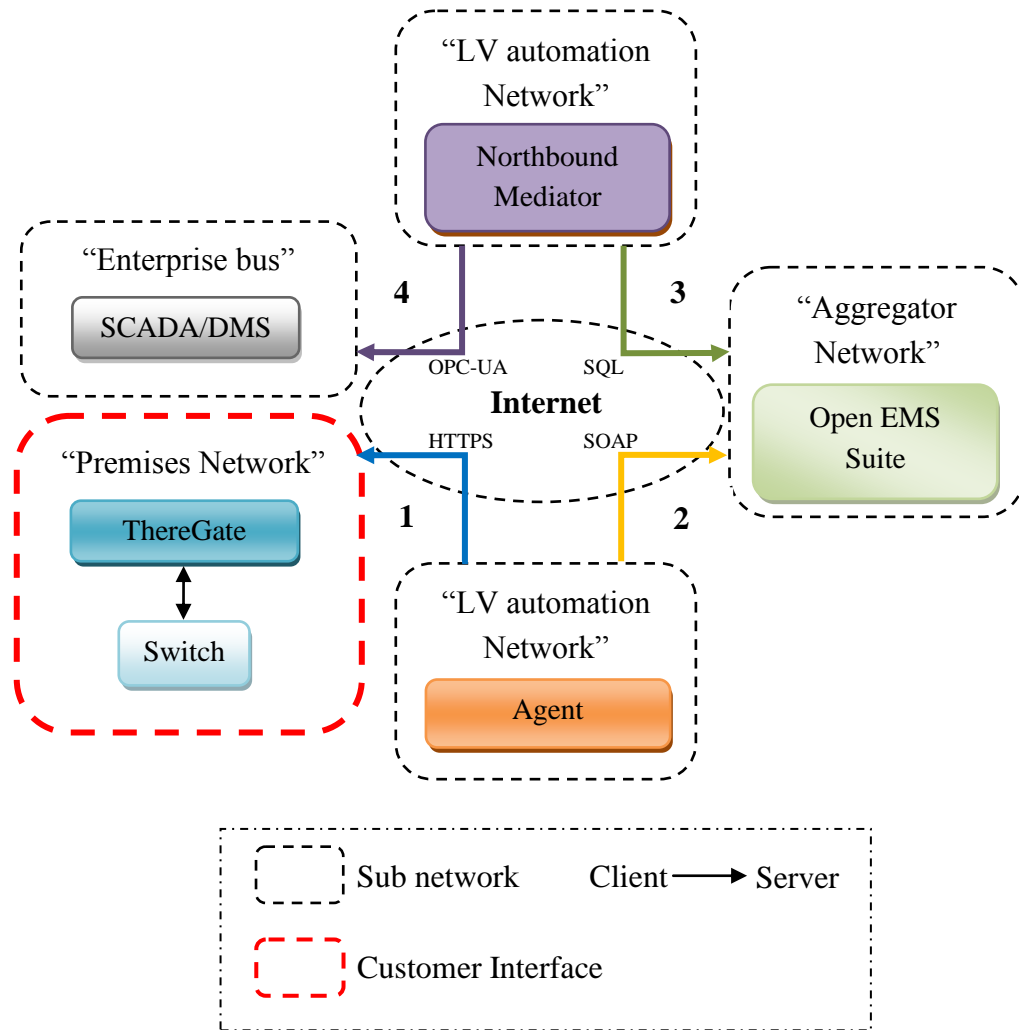 “LV automation
Network”
Northbound
Mediator
“Enterprise bus”
SCADA/DMS
4
3
“Aggregator
Network”
Open EMS
Suite
OPC-UA
SQL
Internet
HTTPS
SOAP
“Premises Network”
ThereGate
Switch
1
2
“LV automation
Network”
Agent
Sub network
Client
Server
Customer Interface